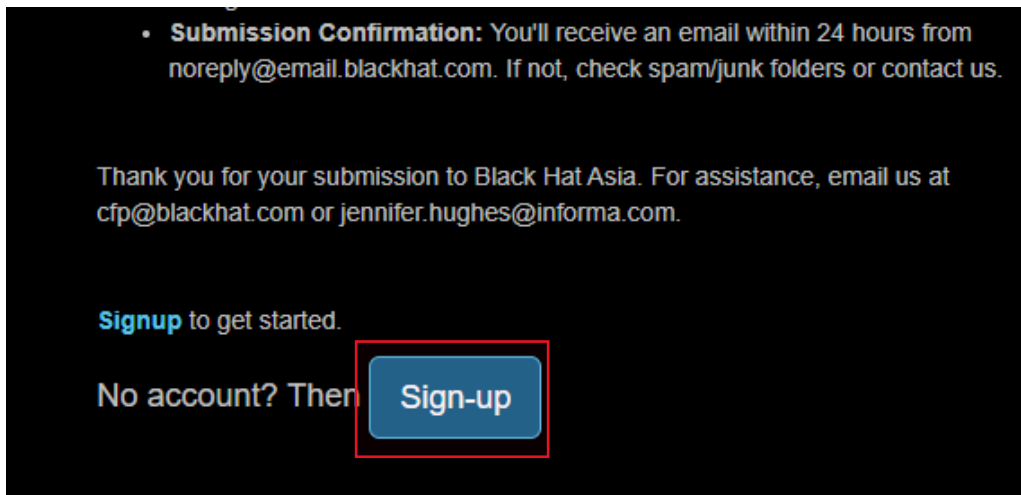 • Submission Confirmation: You'll receive an email within 24 hours from
noreply@email.blackhat.com. If not, check spam/junk folders or contact us.
Thank you for your submission to Black Hat Asia. For assistance, email us at
cfp@blackhat.com or jennifer.hughes@informa.com.
Signup to get started.
No account? Then Sign-up